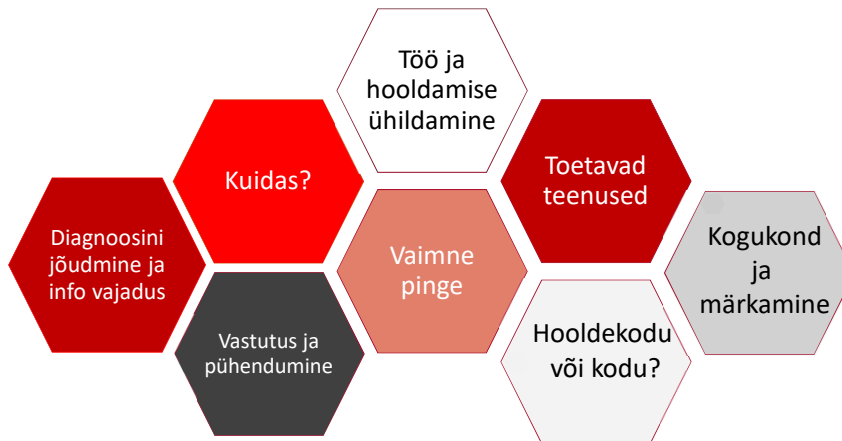 Töö ja
hooldamise
ühildamine
Kuidas?
Toetavad
teenused
Diagnoosini
jõudmine ja
info vajadus
Vaimne
pinge
Kogukond
ja
märkamine
Vastutus ja
pühendumine
Hooldekodu
või kodu?